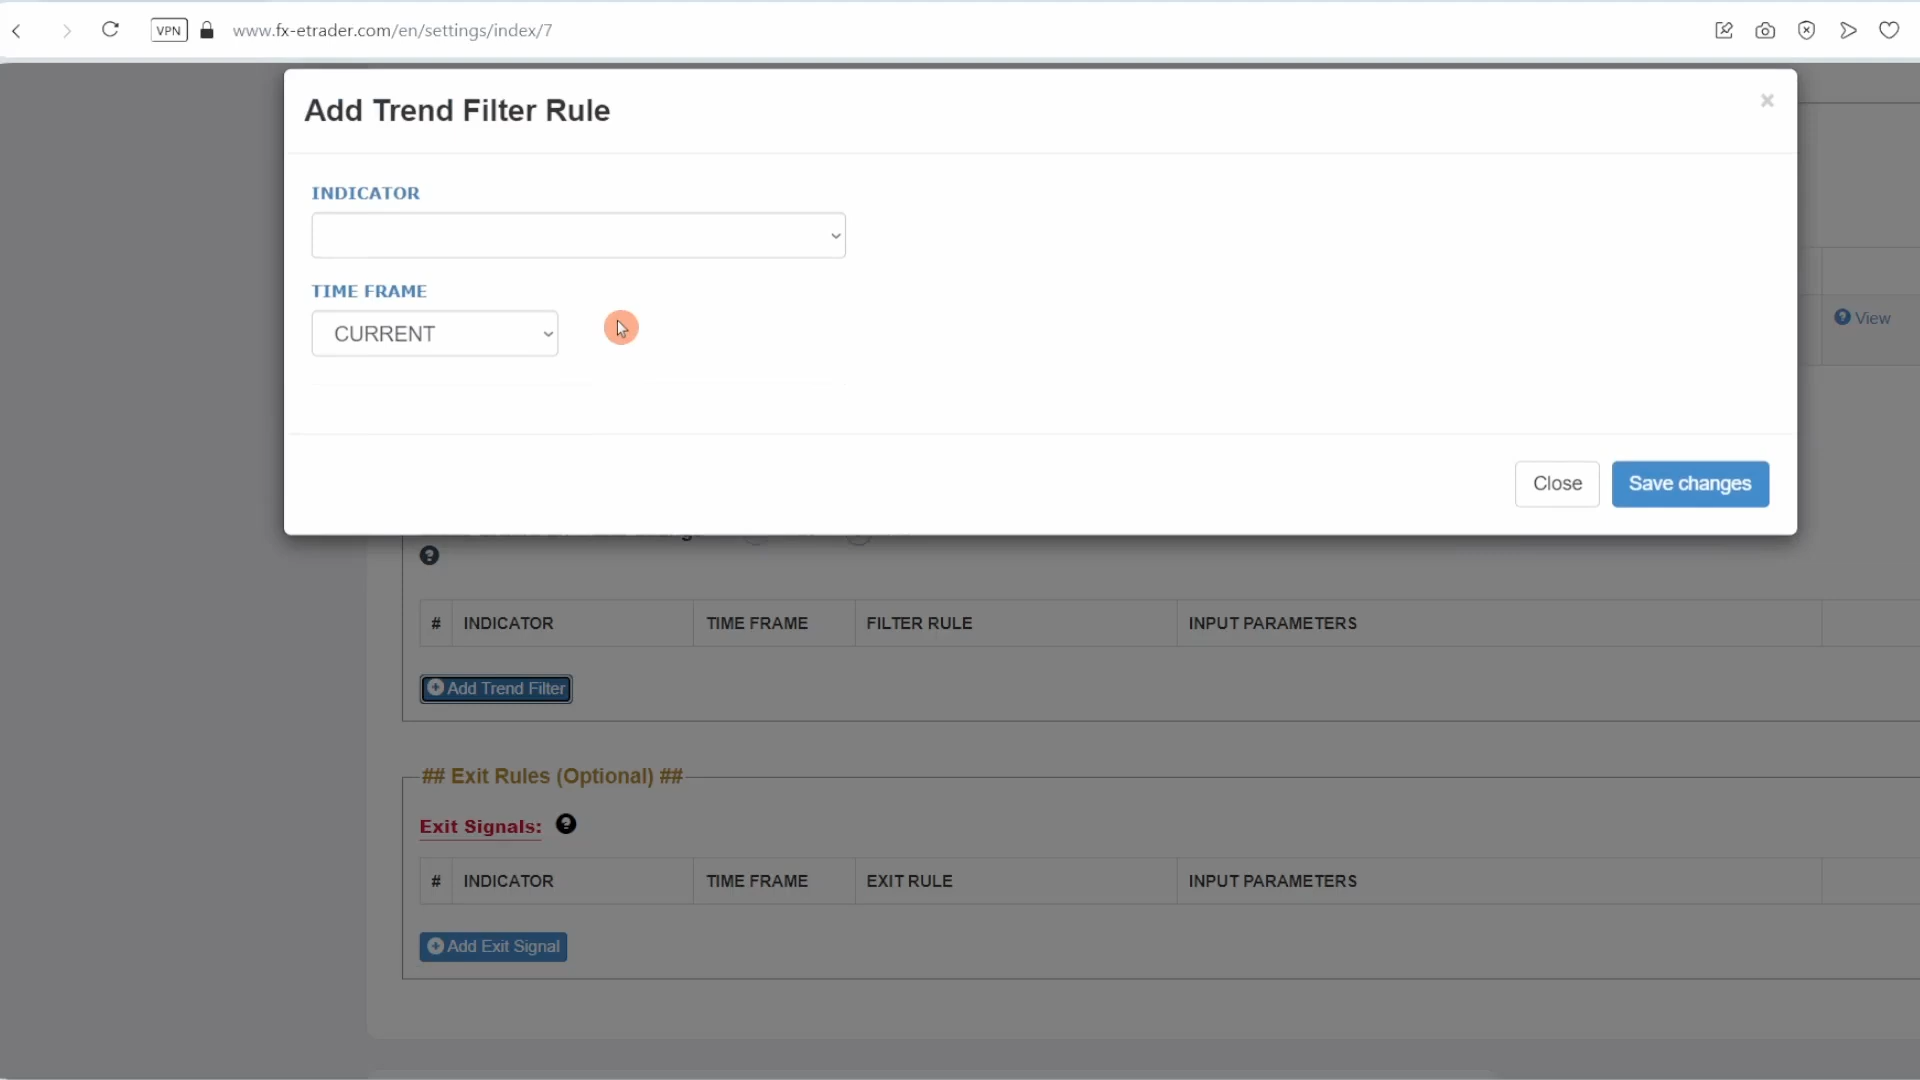 VPN
www.fx-etrader.com/en/settings/index/7
Add Trend Filter Rule
×
INDICATOR
TIME FRAME
CURRENT
View
Close
Save changes
# INDICATOR TIME FRAME FILTER RULE INPUT PARAMETERS
Add Trend Filter
## Exit Rules (Optional) ##
Exit Signals:
# INDICATOR TIME FRAME EXIT RULE INPUT PARAMETERS
Add Exit Signal